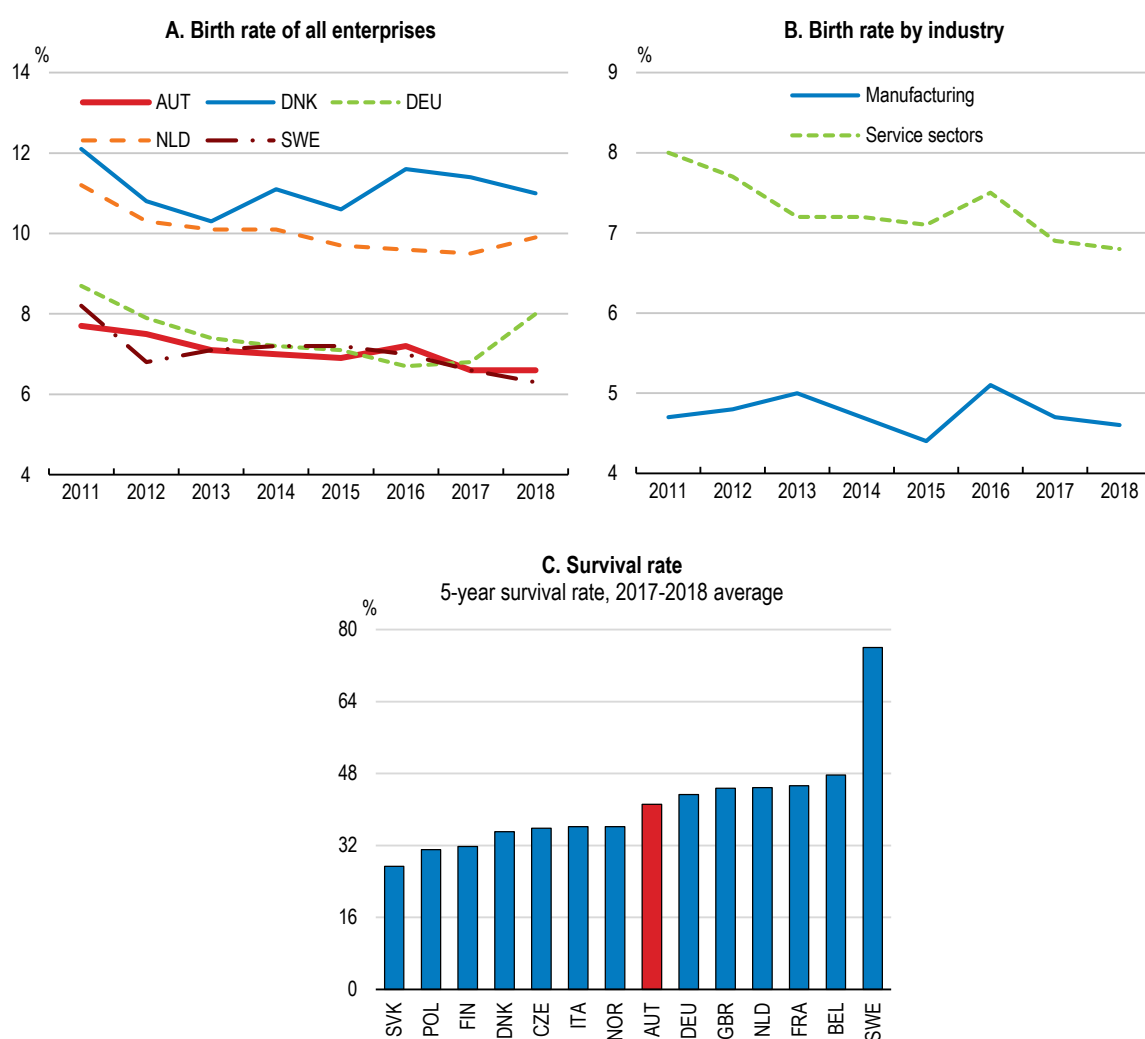 A. Birth rate of all enterprises
%
14
12
10
8
6
4
AUT DNK DEU
NLD SWE
2011 2012 2013 2014 2015 2016 2017 2018
B. Birth rate by industry
%
9
8
7
6
5
4
Manufacturing
Service sectors
2011 2012 2013 2014 2015 2016 2017 2018
C. Survival rate
5-year survival rate, 2017-2018 average
%
80
64
48
32
16
0
SVK POL FIN DNK CZE ITA NOR AUT DEU GBR NLD FRA BEL SWE